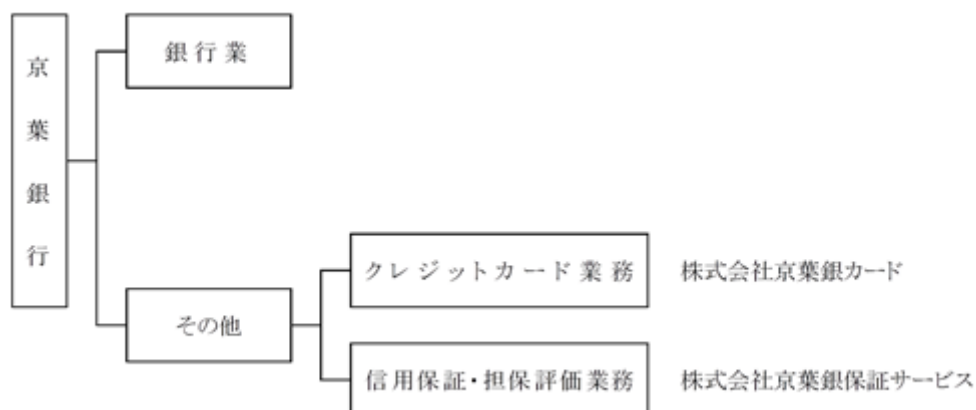 京葉銀行
銀行業
その他
クレジットカード業務 株式会社京葉銀カード
信用保証・担保評価業務 株式会社京葉銀保証サービス